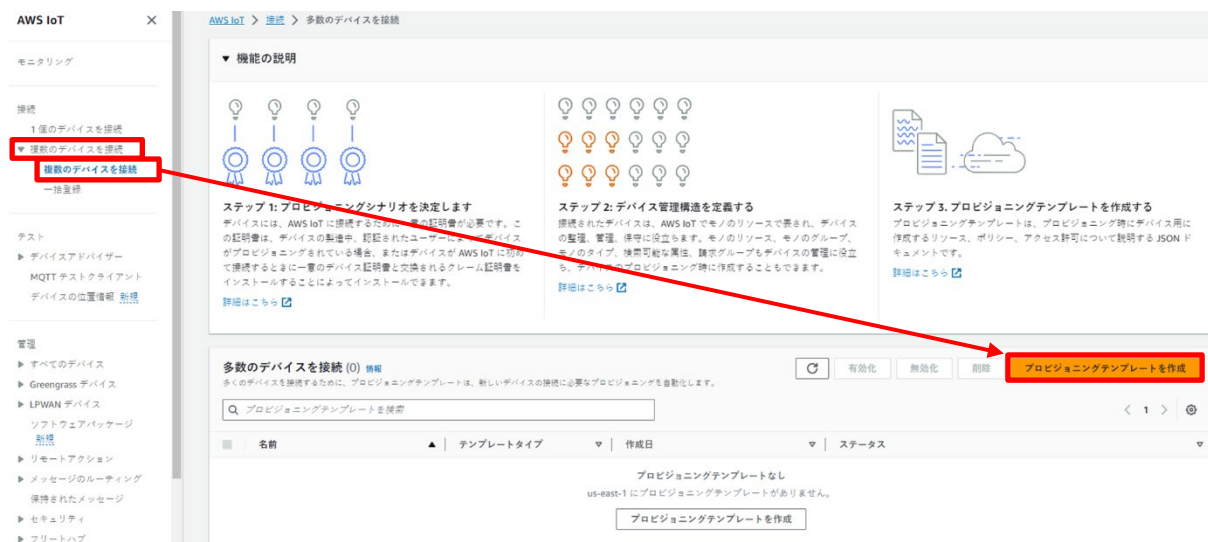 AWS IoT
モニタリング
接続
1 個のデバイスを接続
▼ 複数のデバイスを接続
複数のデバイスを接続
一括登録
テスト
▶ デバイスアドバイザー
MQTT テストクライアント
デバイスの位置情報 新規
管理
▶ すべてのデバイス
▶ Greengrass デバイス
▶ LPWAN デバイス
ソフトウェアパッケージ
新規
▶ リモートアクション
▶ メッセージのルーティング
保持されたメッセージ
▶ セキュリティ
▶ フリートハブ
AWS IoT > 接続 > 多数のデバイスを接続
▼ 機能の説明
ステップ 1: プロビジョニングシナリオを決定します
デバイスには、AWS IoT に接続するために一意の証明書が必要です。こ
の証明書は、デバイスの製造中、認証されたユーザーによってデバイス
がプロビジョニングされている場合、またはデバイスが AWS IoT に初め
て接続するときに一意のデバイス証明書と交換されるクレーム証明書を
インストールすることによってインストールできます。
詳細はこちら
ステップ 2: デバイス管理構造を定義する
接続されたデバイスは、AWS IoT でモノのリソースで表され、デバイス
の整理、管理、保守に役立ちます。モノのリソース、モノのグループ、
モノのタイプ、検索可能な属性、請求グループもデバイスの管理に役立
ち、デバイスのプロビジョニング時に作成することもできます。
詳細はこちら
ステップ 3. プロビジョニングテンプレートを作成する
プロビジョニングテンプレートは、プロビジョニング時にデバイス用に
作成するリソース、ポリシー、アクセス許可について説明する JSON ド
キュメントです。
詳細はこちら
多数のデバイスを接続 (0) 情報
多くのデバイスを接続するために、プロビジョニングテンプレートは、新しいデバイスの接続に必要なプロビジョニングを自動化します。
有効化 無効化 削除 プロビジョニングテンプレートを作成
プロビジョニングテンプレートを検索
< 1 >
名前 ▲ テンプレートタイプ ▽ 作成日 ▽ ステータス ▽
プロビジョニングテンプレートなし
us-east-1 にプロビジョニングテンプレートがありません。
プロビジョニングテンプレートを作成